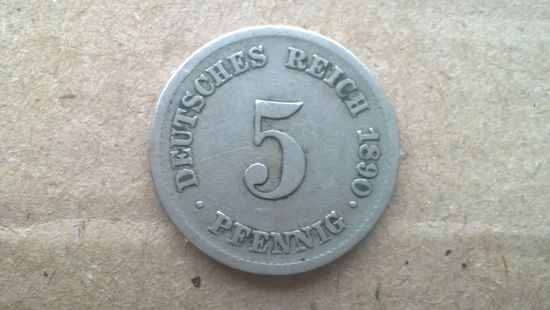 DEUTSCHES REICH 1890
5
· PFENNIG ·